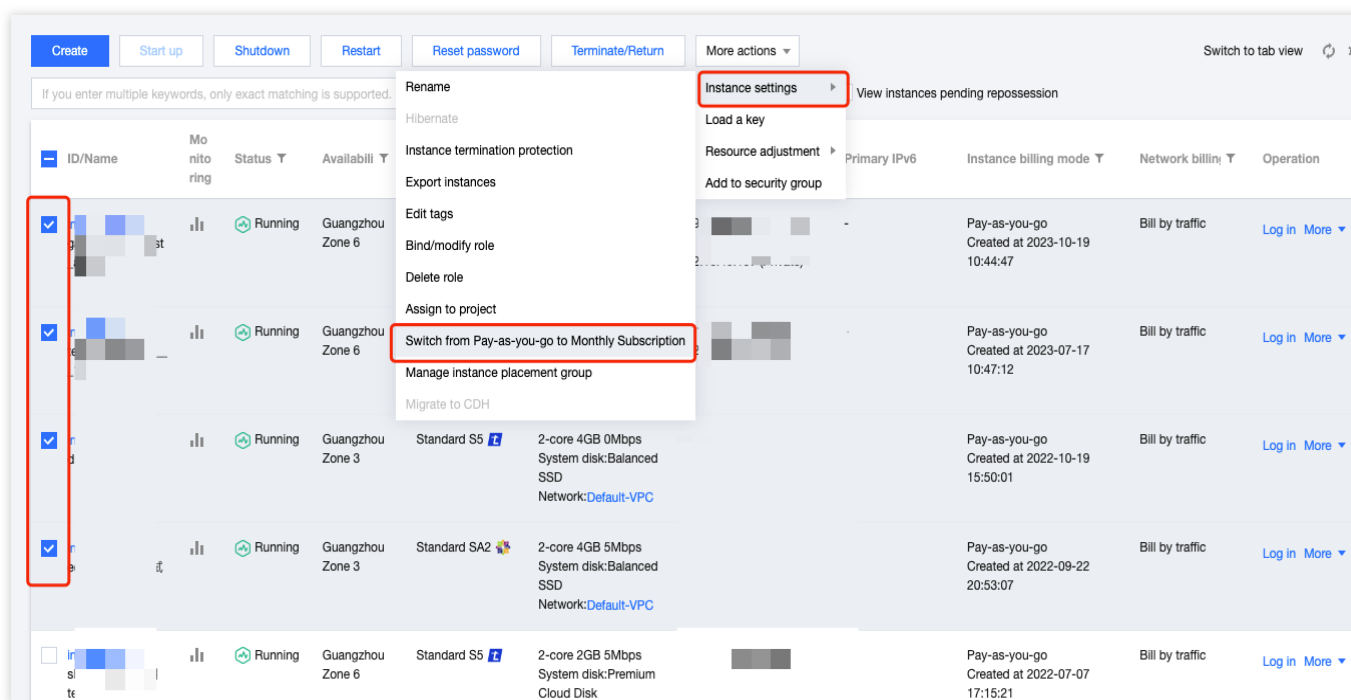 Create
Start up
Shutdown
Restart
Reset password
Terminate/Return
More actions
Switch to tab view
If you enter multiple keywords, only exact matching is supported.
View instances pending repossession
Rename
Hibernate
Instance termination protection
Export instances
Edit tags
Bind/modify role
Delete role
Assign to project
Switch from Pay-as-you-go to Monthly Subscription
Manage instance placement group
Migrate to CDH
Instance settings
Load a key
Resource adjustment
Add to security group
ID/Name
Mo
nito
ring
Status
Availabili
Primary IPv6
Instance billing mode
Network billing
Operation
Running
Guangzhou
Zone 6
-
Pay-as-you-go
Created at 2023-10-19
10:44:47
Bill by traffic
Log in More
Running
Guangzhou
Zone 6
Pay-as-you-go
Created at 2023-07-17
10:47:12
Bill by traffic
Log in More
Running
Guangzhou
Zone 3
Standard S5
2-core 4GB 0Mbps
System disk:Balanced
SSD
Network:Default-VPC
Pay-as-you-go
Created at 2022-10-19
15:50:01
Bill by traffic
Log in More
Running
Guangzhou
Zone 3
Standard SA2
2-core 4GB 5Mbps
System disk:Balanced
SSD
Network:Default-VPC
Pay-as-you-go
Created at 2022-09-22
20:53:07
Bill by traffic
Log in More
Running
Guangzhou
Zone 6
Standard S5
2-core 2GB 5Mbps
System disk:Premium
Cloud Disk
Pay-as-you-go
Created at 2022-07-07
17:15:21
Bill by traffic
Log in More